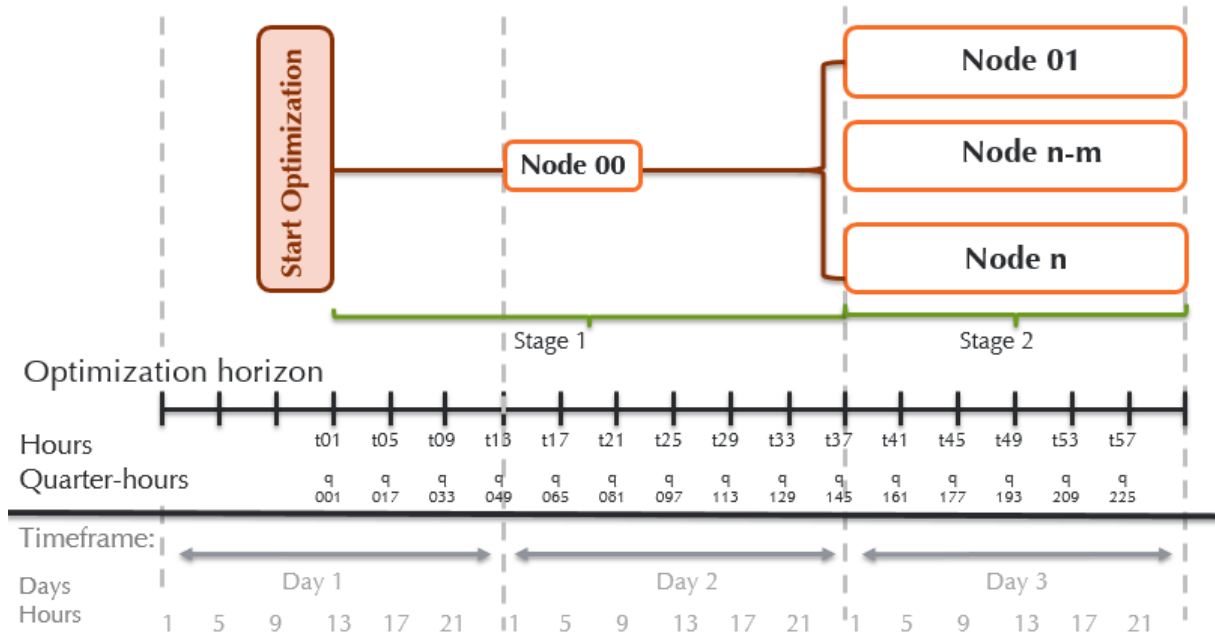 Start Optimization
Node 01
Node 00
Node n-m
Node n
Stage 1
Stage 2
Optimization horizon
Hours t01 t05 t09 t13 t17 t21 t25 t29 t33 t37 t41 t45 t49 t53 t57
Quarter-hours q q q q q q q q q q q q q q q
001 017 033 049 065 081 097 113 129 145 161 177 193 209 225
Timeframe:
Days Day 1 Day 2 Day 3
Hours 1 5 9 13 17 21 1 5 9 13 17 21 1 5 9 13 17 21